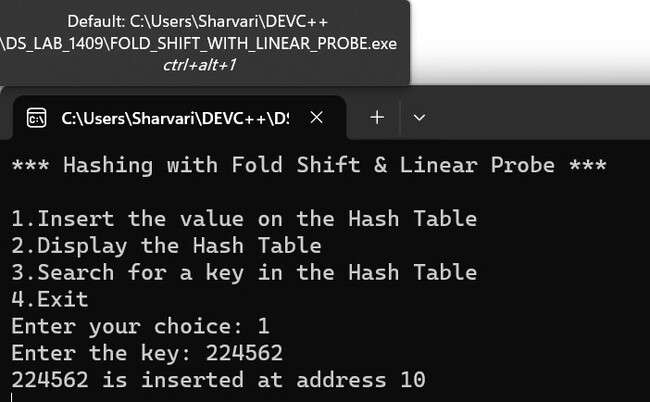 Default: C:\Users\Sharvari\DEVC++
\DS_LAB_1409\FOLD_SHIFT_WITH_LINEAR_PROBE.exe
ctrl+alt+1
C:\Users\Sharvari\DEVC++\DS
*** Hashing with Fold Shift & Linear Probe ***
1.Insert the value on the Hash Table
2.Display the Hash Table
3.Search for a key in the Hash Table
4.Exit
Enter your choice: 1
Enter the key: 224562
224562 is inserted at address 10